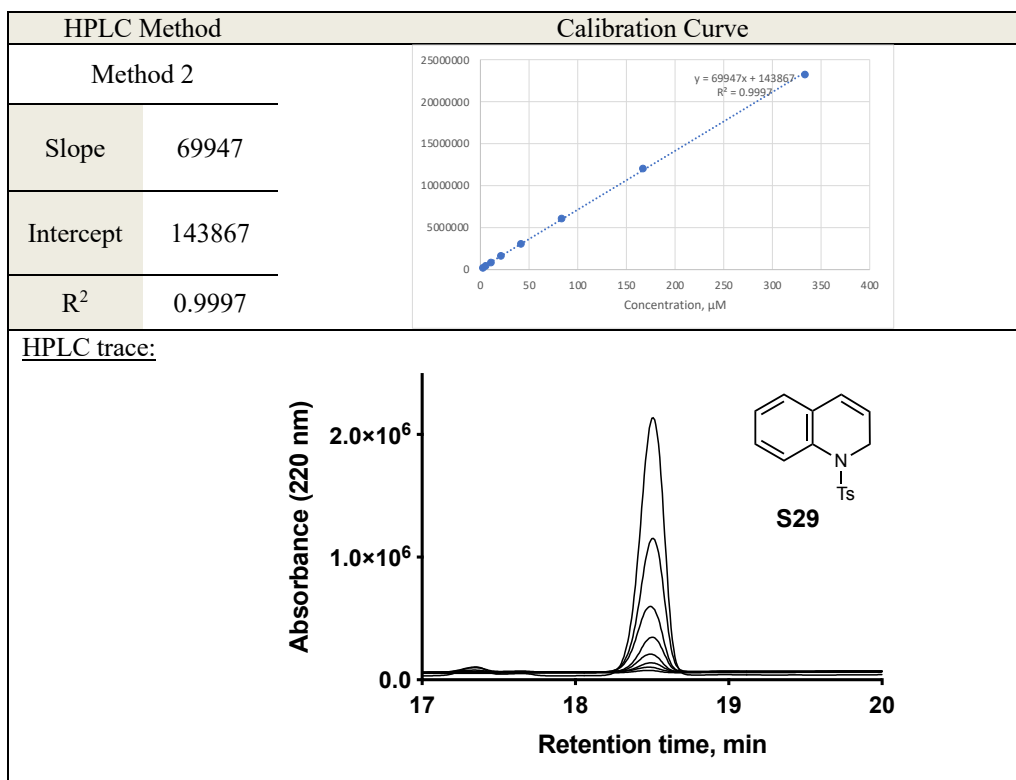 HPLC Method
Calibration Curve
Method 2
Slope 69947
Intercept 143867
R² 0.9997
25000000
20000000
15000000
10000000
5000000
0
y = 69947x + 143867
R² = 0.9997
0 50 100 150 200 250 300 350 400
Concentration, μM
HPLC trace:
Absorbance (220 nm)
2.0×10⁶
1.0×10⁶
0.0
N
Ts
S29
17 18 19 20
Retention time, min